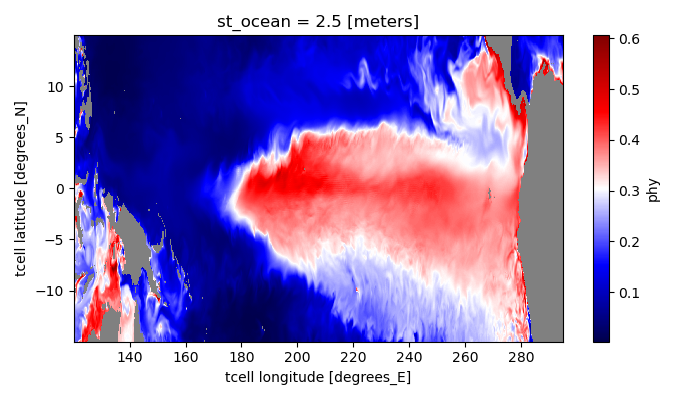 st_ocean = 2.5 [meters]
tcell latitude [degrees_N]
10
5
0
−5
−10
140 160 180 200 220 240 260 280
tcell longitude [degrees_E]
0.6
0.5
0.4
0.3
0.2
0.1
phy